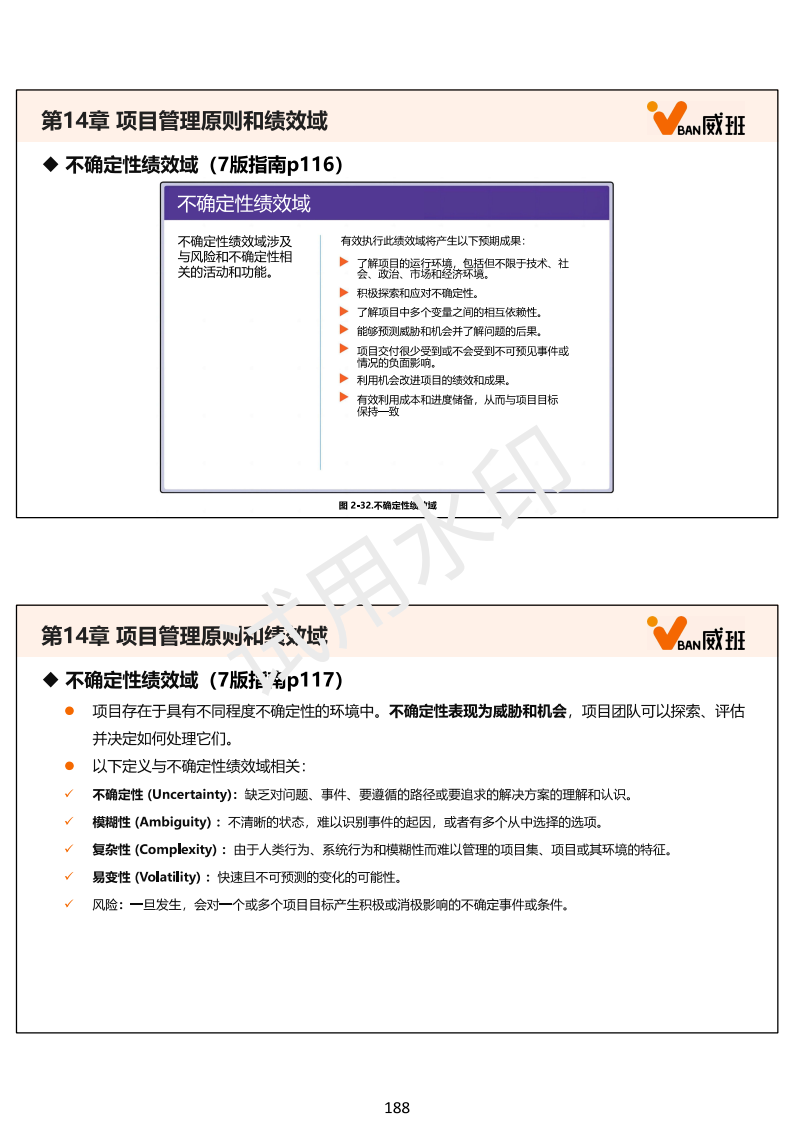 第14章 项目管理原则和绩效域
VBAN威班
◆ 不确定性绩效域（7版指南p116）
不确定性绩效域
不确定性绩效域涉及
与风险和不确定性相
关的活动和功能。
有效执行此绩效域将产生以下预期成果：
▶ 了解项目的运行环境，包括但不限于技术、社
会、政治、市场和经济环境。
▶ 积极探索和应对不确定性。
▶ 了解项目中多个变量之间的相互依赖性。
▶ 能够预测威胁和机会并了解问题的后果。
▶ 项目交付很少受到或不会受到不可预见事件或
情况的负面影响。
▶ 利用机会改进项目的绩效和成果。
▶ 有效利用成本和进度储备，从而与项目目标
保持一致
图 2-32.不确定性绩效域
试用水印
第14章 项目管理原则和绩效域
VBAN威班
◆ 不确定性绩效域（7版指南p117）
● 项目存在于具有不同程度不确定性的环境中。不确定性表现为威胁和机会，项目团队可以探索、评估
并决定如何处理它们。
● 以下定义与不确定性绩效域相关：
✓ 不确定性 (Uncertainty)：缺乏对问题、事件、要遵循的路径或要追求的解决方案的理解和认识。
✓ 模糊性 (Ambiguity) ：不清晰的状态，难以识别事件的起因，或者有多个从中选择的选项。
✓ 复杂性 (Complexity) ：由于人类行为、系统行为和模糊性而难以管理的项目集、项目或其环境的特征。
✓ 易变性 (Volatility) ：快速且不可预测的变化的可能性。
✓ 风险：一旦发生，会对一个或多个项目目标产生积极或消极影响的不确定事件或条件。
188